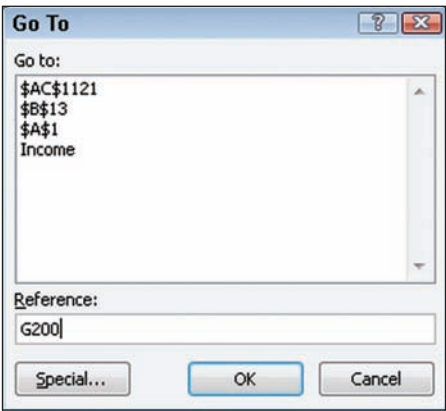 Go To
Go to:
$AC$1121
$B$13
$A$1
Income
Reference:
G200
Special...
OK
Cancel